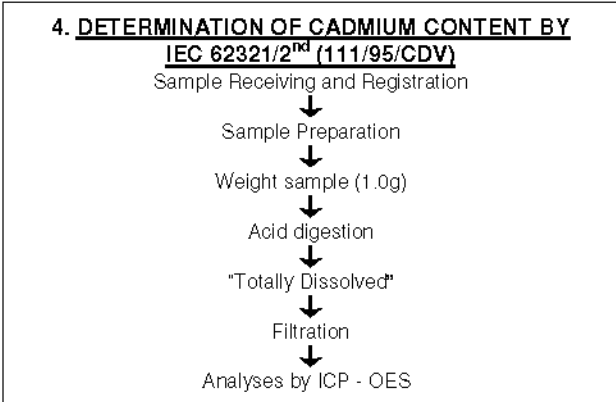 4. DETERMINATION OF CADMIUM CONTENT BY
IEC 62321/2nd (111/95/CDV)
Sample Receiving and Registration
Sample Preparation
Weight sample (1.0g)
Acid digestion
"Totally Dissolved"
Filtration
Analyses by ICP - OES